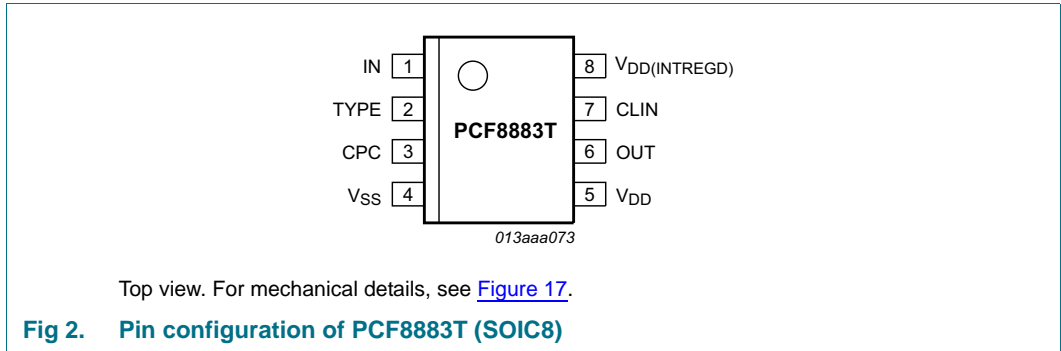 IN 1 8 VDD(INTREGD)
TYPE 2 7 CLIN
PCF8883T
CPC 3 6 OUT
VSS 4 5 VDD
013aaa073
Top view. For mechanical details, see Figure 17.
Fig 2. Pin configuration of PCF8883T (SOIC8)